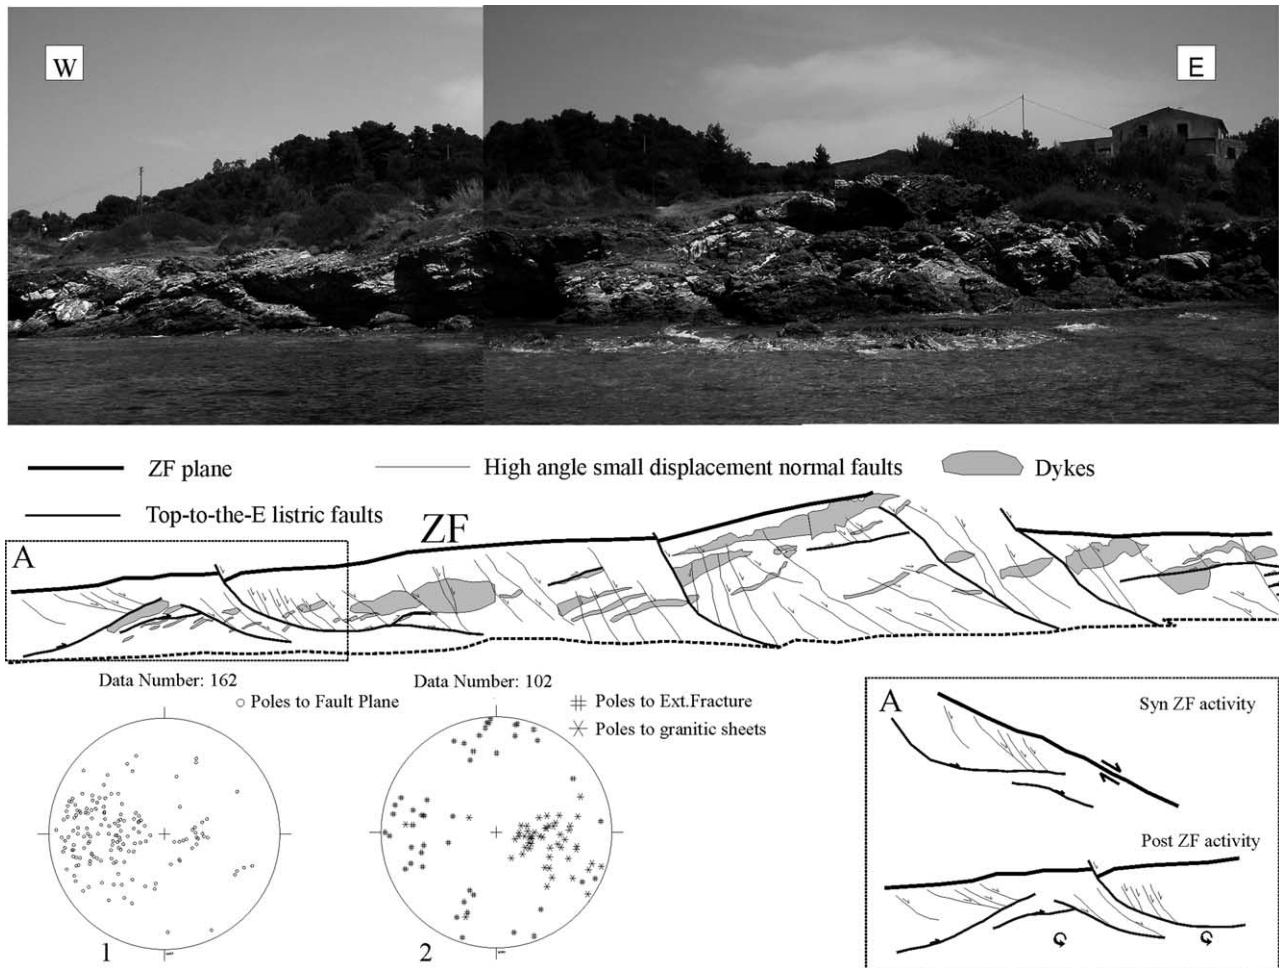 W
E
ZF plane
High angle small displacement normal faults
Dykes
Top-to-the-E listric faults
ZF
A
Data Number: 162
Poles to Fault Plane
Data Number: 102
Poles to Ext.Fracture
Poles to granitic sheets
1
2
A
Syn ZF activity
Post ZF activity